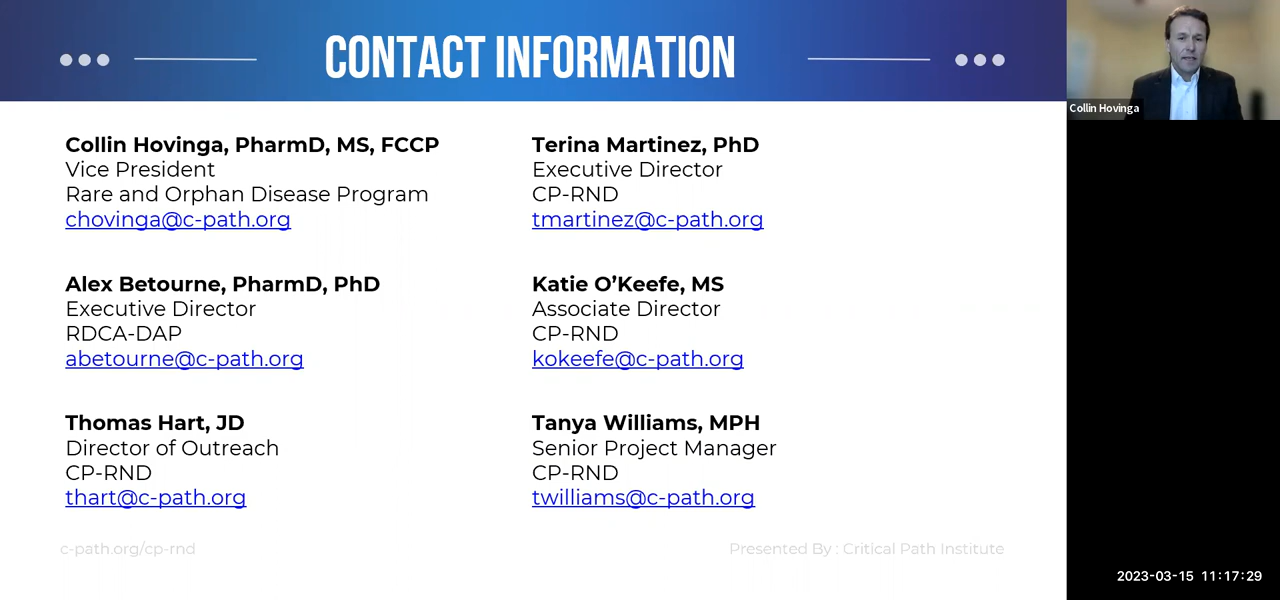 CONTACT INFORMATION
Collin Hovinga, PharmD, MS, FCCP
Vice President
Rare and Orphan Disease Program
chovinga@c-path.org
Terina Martinez, PhD
Executive Director
CP-RND
tmartinez@c-path.org
Alex Betourne, PharmD, PhD
Executive Director
RDCA-DAP
abetourne@c-path.org
Katie O’Keefe, MS
Associate Director
CP-RND
kokeefe@c-path.org
Thomas Hart, JD
Director of Outreach
CP-RND
thart@c-path.org
Tanya Williams, MPH
Senior Project Manager
CP-RND
twilliams@c-path.org
c-path.org/cp-rnd
Presented By : Critical Path Institute
Collin Hovinga
2023-03-15 11:17:29